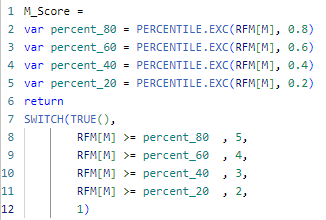 1 M_Score =
2 var percent_80 = PERCENTILE.EXC(RFM[M], 0.8)
3 var percent_60 = PERCENTILE.EXC(RFM[M], 0.6)
4 var percent_40 = PERCENTILE.EXC(RFM[M], 0.4)
5 var percent_20 = PERCENTILE.EXC(RFM[M], 0.2)
6 return
7 SWITCH(TRUE(),
8 RFM[M] >= percent_80 , 5,
9 RFM[M] >= percent_60 , 4,
10 RFM[M] >= percent_40 , 3,
11 RFM[M] >= percent_20 , 2,
12 1)